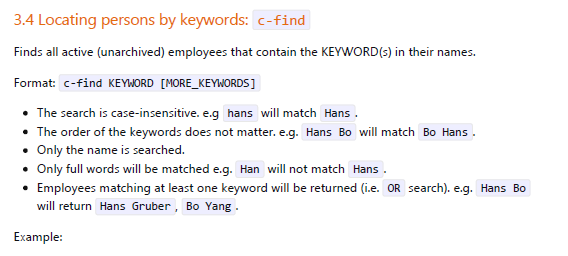 3.4 Locating persons by keywords: c-find
Finds all active (unarchived) employees that contain the KEYWORD(s) in their names.
Format: c-find KEYWORD [MORE_KEYWORDS]
• The search is case-insensitive. e.g hans will match Hans .
• The order of the keywords does not matter. e.g. Hans Bo will match Bo Hans .
• Only the name is searched.
• Only full words will be matched e.g. Han will not match Hans .
• Employees matching at least one keyword will be returned (i.e. OR search). e.g. Hans Bo
will return Hans Gruber , Bo Yang .
Example: